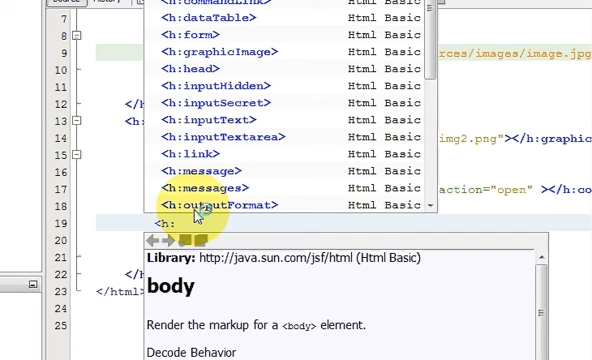 Source History
<h:commandLink> Html Basic
7 <h:dataTable> Html Basic
8 <h:form> Html Basic
9 <h:graphicImage> Html Basic rces/images/image.jpg
10 <h:head> Html Basic
11 <h:inputHidden> Html Basic
12 </h <h:inputSecret> Html Basic
13 <h: <h:inputText> Html Basic
14 <h:inputTextarea> Html Basic img2.png"></h:graphic
15 <h:link> Html Basic
16 <h:message> Html Basic
17 <h:messages> Html Basic action="open" ></h:co
18 <h:outputFormat> Html Basic
19 <h:
20
21 Library: http://java.sun.com/jsf/html (Html Basic)
22 </h body
23 </html>
24 Render the markup for a <body> element.
25
Decode Behavior